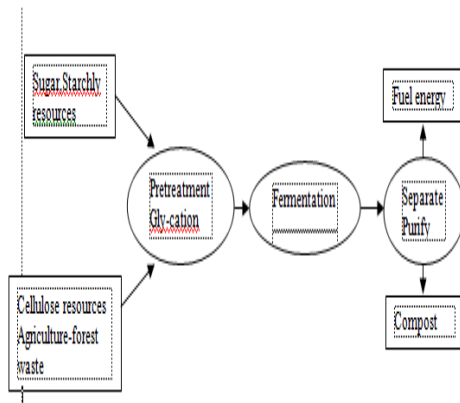 Sugar.Starchly
resources
Pretreatment
Gly-cation
Fermentation
Separate
Purify
Fuel energy
Compost
Cellulose resources
Agriculture-forest
waste